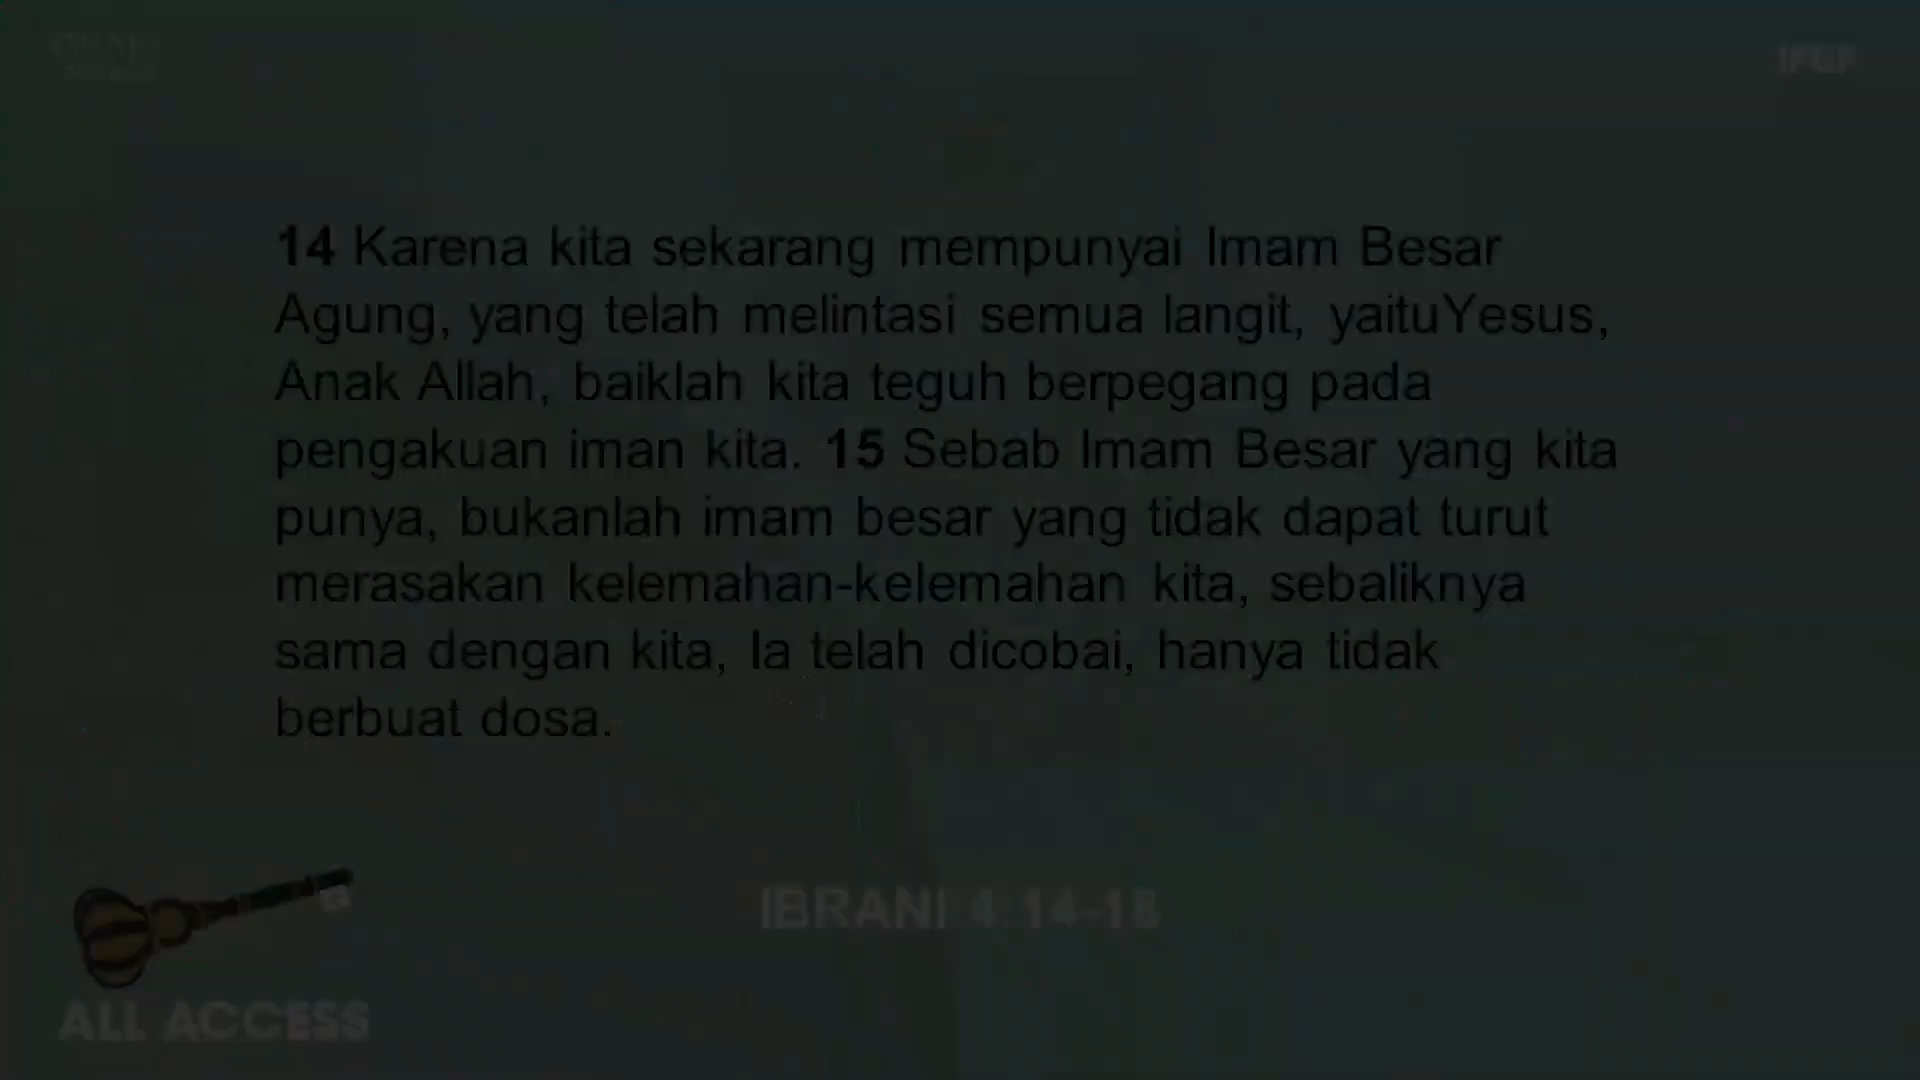 IFGF
14 Karena kita sekarang mempunyai Imam Besar
Agung, yang telah melintasi semua langit, yaituYesus,
Anak Allah, baiklah kita teguh berpegang pada
pengakuan iman kita. 15 Sebab Imam Besar yang kita
punya, bukanlah imam besar yang tidak dapat turut
merasakan kelemahan-kelemahan kita, sebaliknya
sama dengan kita, Ia telah dicobai, hanya tidak
berbuat dosa.
IBRANI 4:14-16
ALL ACCESS